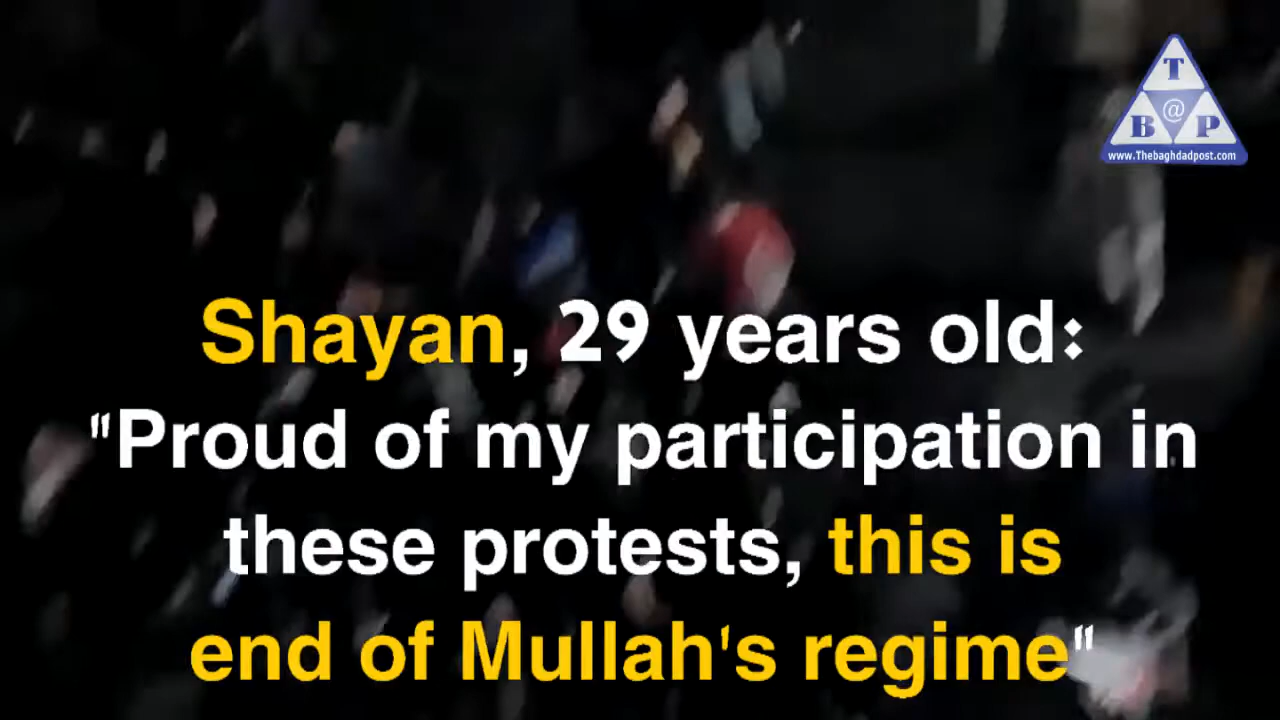 T
B @ P
www.Thebaghdadpost.com
Shayan, 29 years old:
"Proud of my participation in
these protests, this is
end of Mullah's regime"